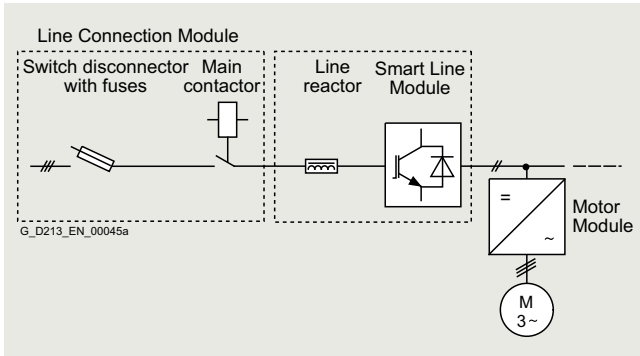 Line Connection Module
Switch disconnector
with fuses
Main
contactor
Line
reactor
Smart Line
Module
G_D213_EN_00045a
=
~
Motor
Module
M
3~